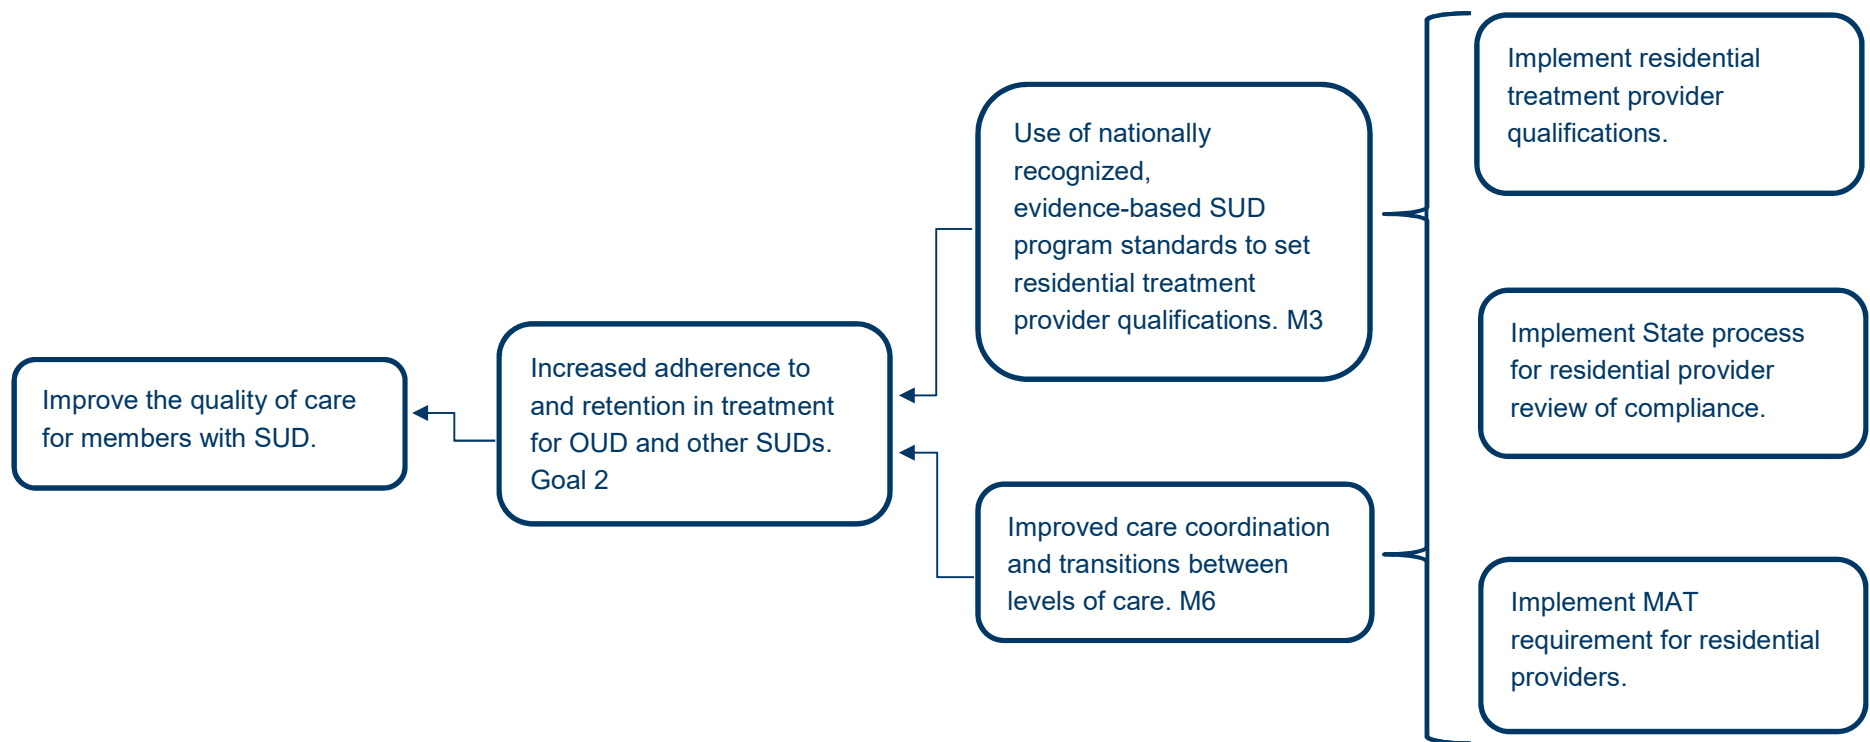 Improve the quality of care
for members with SUD.
Increased adherence to
and retention in treatment
for OUD and other SUDs.
Goal 2
Use of nationally
recognized,
evidence-based SUD
program standards to set
residential treatment
provider qualifications. M3
Improved care coordination
and transitions between
levels of care. M6
Implement residential
treatment provider
qualifications.
Implement State process
for residential provider
review of compliance.
Implement MAT
requirement for residential
providers.